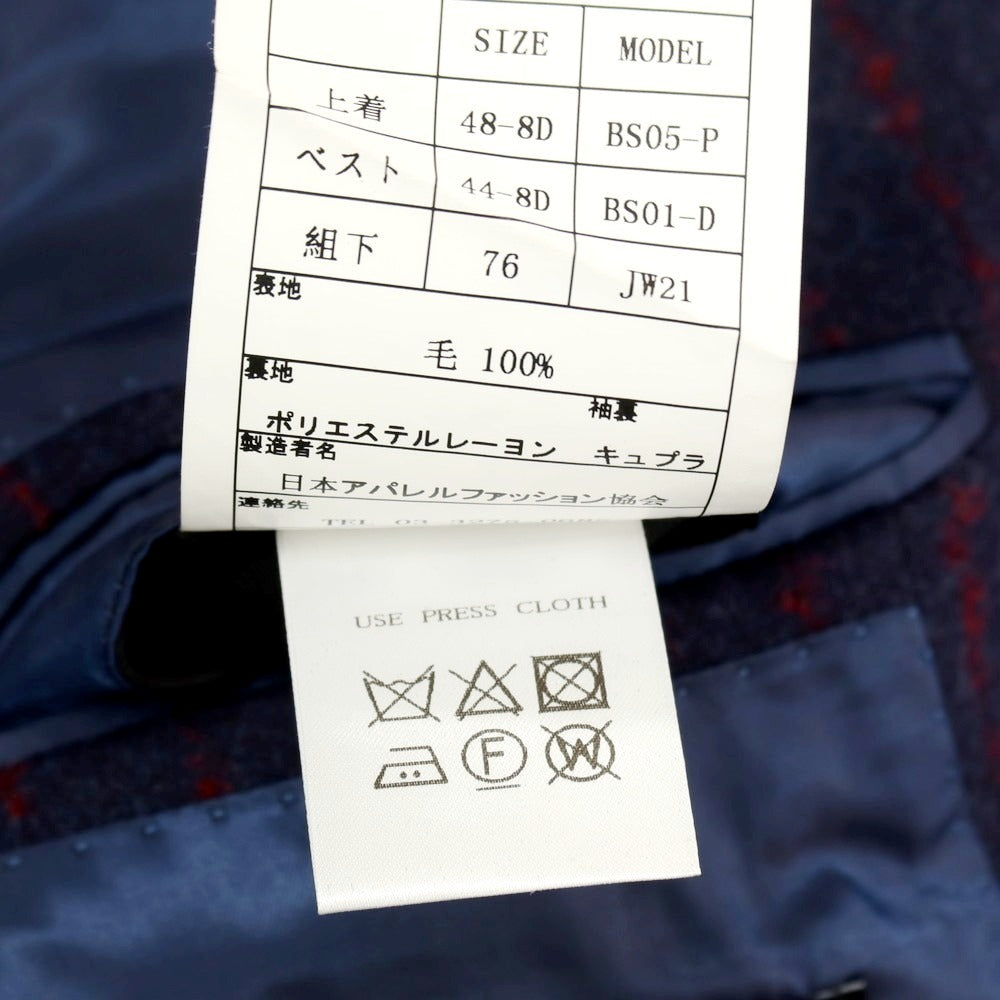 SIZE MODEL
上着 48-8D BS05-P
ベスト 44-8D BS01-D
組下 76 JW21
表地
毛 100%
裏地 袖裏
ポリエステルレーヨン キュプラ
製造者名
日本アパレルファッション協会
連絡先
TEL 03
USE PRESS CLOTH
F W